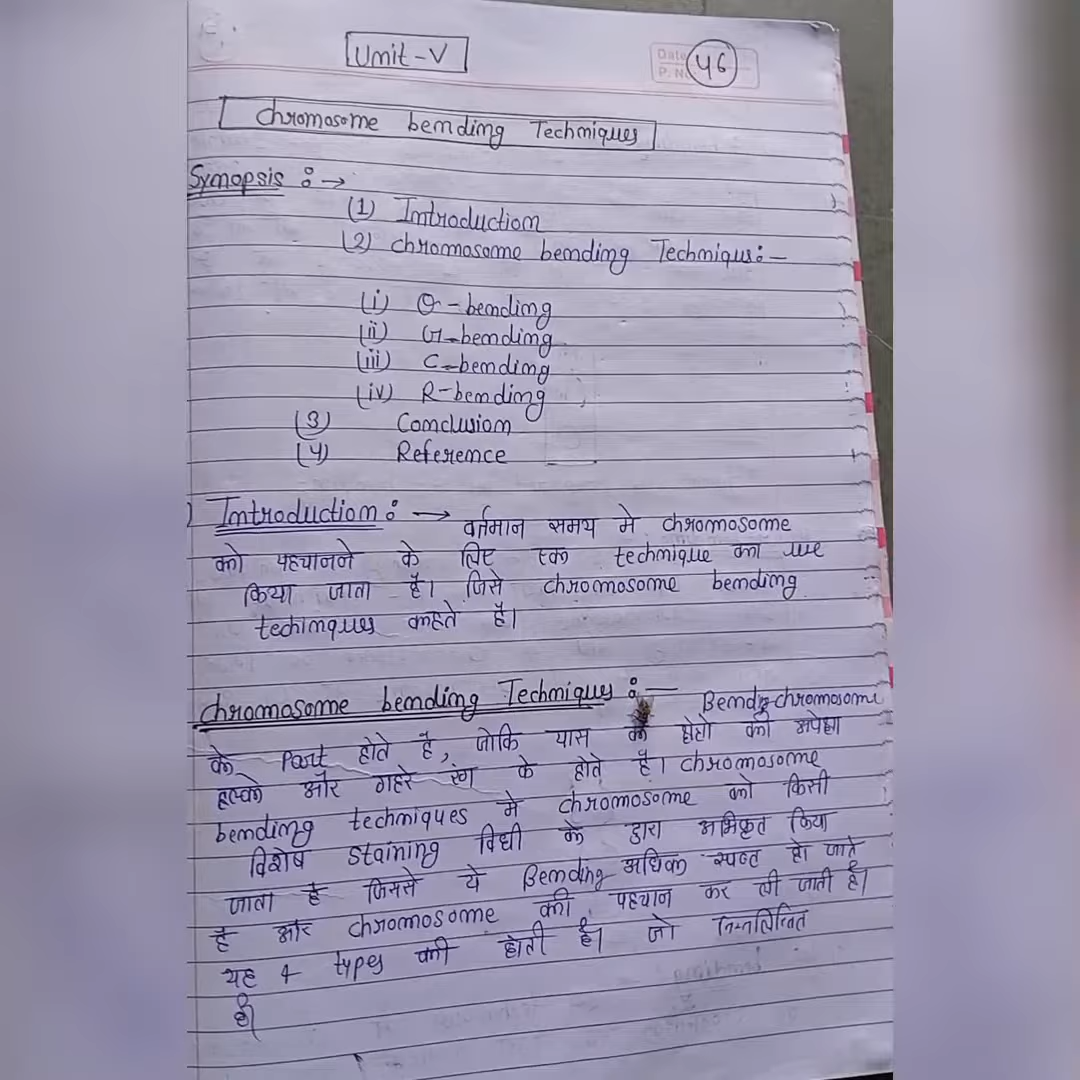 Unit-V
Date
P. No
46
Chromosome bending Techniques
Synopsis :→
(1) Introduction
(2) Chromosome bending Techniqus:-
(i) Q-bending
(ii) G-bending
(iii) C-bending
(iv) R-bending
(3) Conclusion
(4) Reference
Introduction: → वर्तमान समय मे chromosome
को पहचानने के लिए एक technique का use
किया जाता है। जिसे chromosome bending
techinques कहते है।
Chromosome bending Techniques :— Bend chromosome
के Part होते है, जोकि पास के क्षेत्रो की अपेक्षा
हल्को और गहरे रंग के होते है। chromosome
bending techniques मे chromosome को किसी
विशेष staining विधी के द्वारा अभिकृत किया
जाता है जिससे ये Bending अधिक स्पष्ट हो जाते
है और chromosome की पहचान कर ली जाती है।
यह 4 types की होती है। जो निम्नलिखित
है।